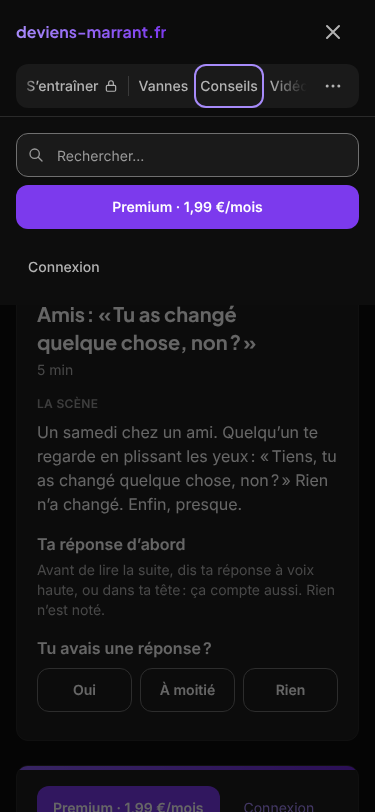 deviens-marrant.fr
S'entraîner
Vannes
Conseils
Rechercher...
Premium · 1,99 €/mois
Connexion
Amis : « Tu as changé
quelque chose, non ? »
5 min
LA SCÈNE
Un samedi chez un ami. Quelqu'un te
regarde en plissant les yeux : « Tiens, tu
as changé quelque chose, non ? » Rien
n'a changé. Enfin, presque.
Ta réponse d'abord
Avant de lire la suite, dis ta réponse à voix
haute, ou dans ta tête : ça compte aussi. Rien
n'est noté.
Tu avais une réponse ?
Oui
À moitié
Rien
Premium · 1,99 €/mois
Connexion